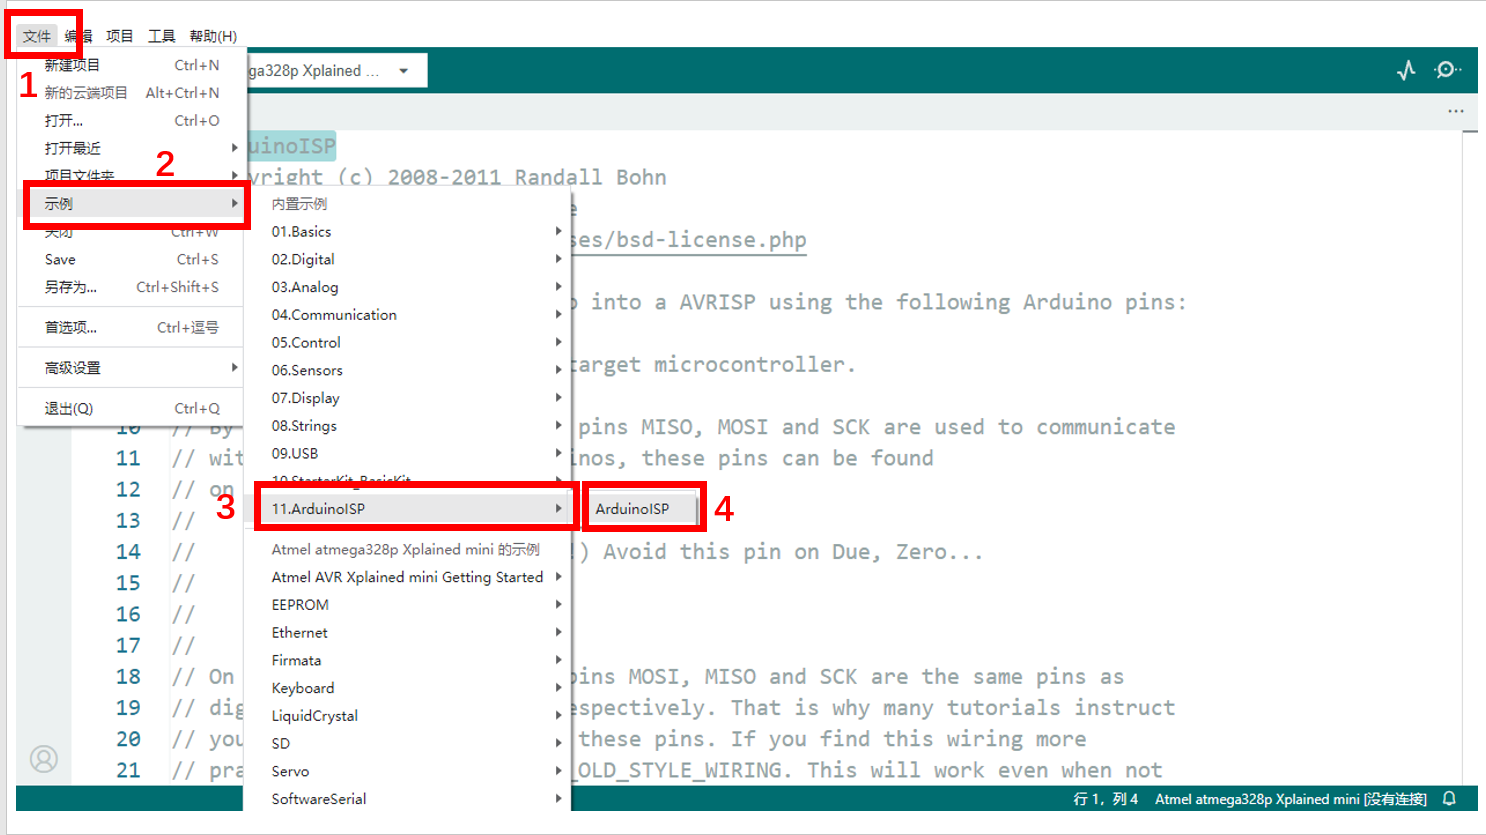 文件 编辑 项目 工具 帮助(H)
1
新建项目 Ctrl+N
新的云端项目 Alt+Ctrl+N
打开... Ctrl+O
打开最近
2
项目文件夹
示例
关闭 Ctrl+W
Save Ctrl+S
另存为... Ctrl+Shift+S
首选项... Ctrl+逗号
高级设置
退出(Q) Ctrl+Q
ga328p Xplained ...
内置示例
01.Basics
02.Digital
03.Analog
04.Communication
05.Control
06.Sensors
07.Display
08.Strings
09.USB
10.StarterKit_BasicKit
3
11.ArduinoISP
ArduinoISP
4
Atmel atmega328p Xplained mini 的示例
Atmel AVR Xplained mini Getting Started
EEPROM
Ethernet
Firmata
Keyboard
LiquidCrystal
SD
Servo
SoftwareSerial
uinoISP
yright (c) 2008-2011 Randall Bohn
ses/bsd-license.php
into a AVRISP using the following Arduino pins:
target microcontroller.
10 // By pins MISO, MOSI and SCK are used to communicate
11 // wit inos, these pins can be found
12 // on
13 //
14 // !) Avoid this pin on Due, Zero...
15 //
16 //
17 //
18 // On pins MOSI, MISO and SCK are the same pins as
19 // dig espectively. That is why many tutorials instruct
20 // you these pins. If you find this wiring more
21 // pra _OLD_STYLE_WIRING. This will work even when not
行 1，列 4 Atmel atmega328p Xplained mini [没有连接]